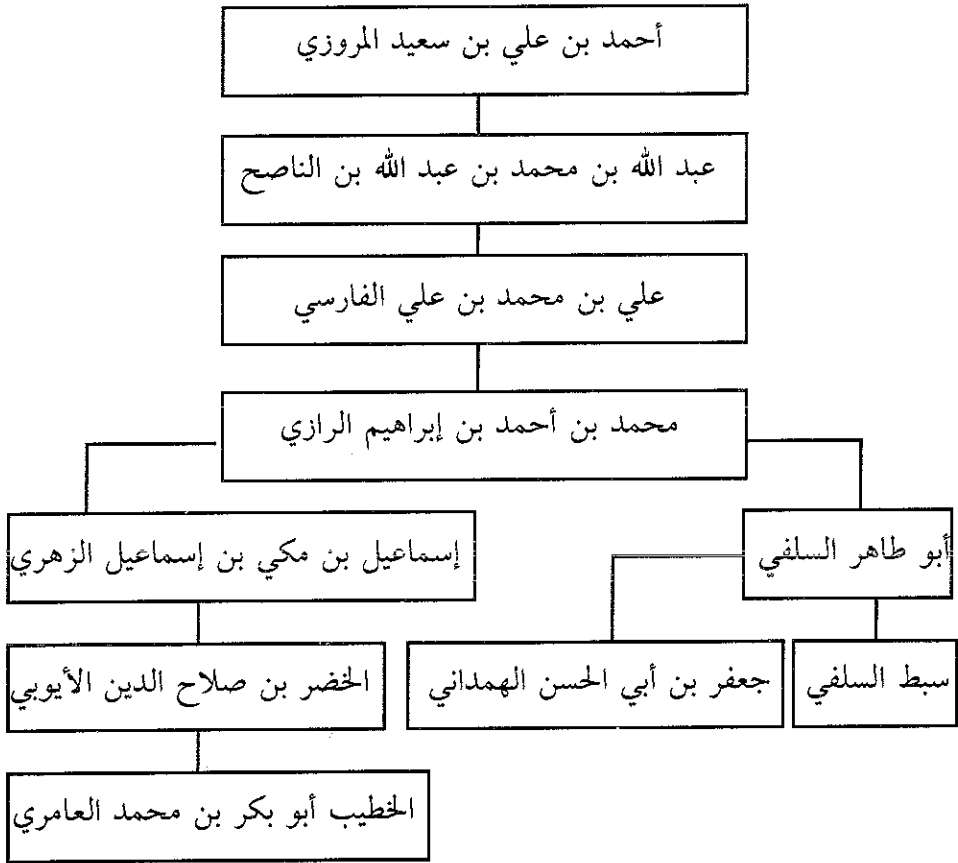 أحمد بن علي بن سعيد المروزي
عبد الله بن محمد بن عبد الله بن الناصح
علي بن محمد بن علي الفارسي
محمد بن أحمد بن إبراهيم الرازي
أبو طاهر السلفي
إسماعيل بن مكي بن إسماعيل الزهري
سبط السلفي
جعفر بن أبي الحسن الهمداني
الخضر بن صلاح الدين الأيوبي
الخطيب أبو بكر بن محمد العامري